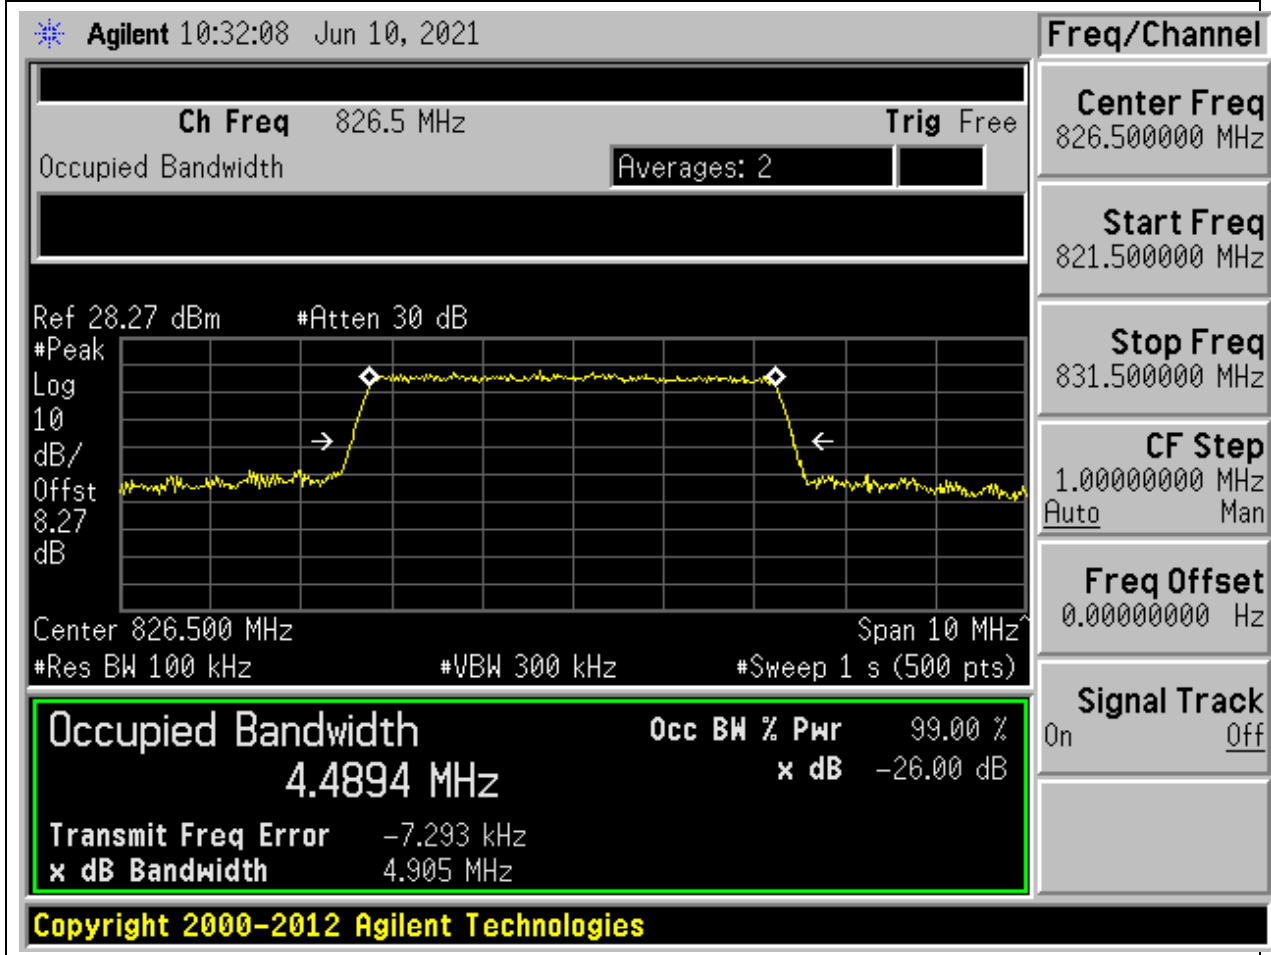 Agilent 10:32:08 Jun 10, 2021
Freq/Channel
Ch Freq 826.5 MHz Trig Free
Occupied Bandwidth Averages: 2
Center Freq
826.500000 MHz
Start Freq
821.500000 MHz
Stop Freq
831.500000 MHz
CF Step
1.00000000 MHz
Auto Man
Freq Offset
0.00000000 Hz
Signal Track
On Off
Ref 28.27 dBm #Atten 30 dB
#Peak
Log
10
dB/
Offst
8.27
dB
Center 826.500 MHz Span 10 MHz^
#Res BW 100 kHz #VBW 300 kHz #Sweep 1 s (500 pts)
Occupied Bandwidth Occ BW % Pwr 99.00 %
4.4894 MHz x dB -26.00 dB
Transmit Freq Error -7.293 kHz
x dB Bandwidth 4.905 MHz
Copyright 2000-2012 Agilent Technologies